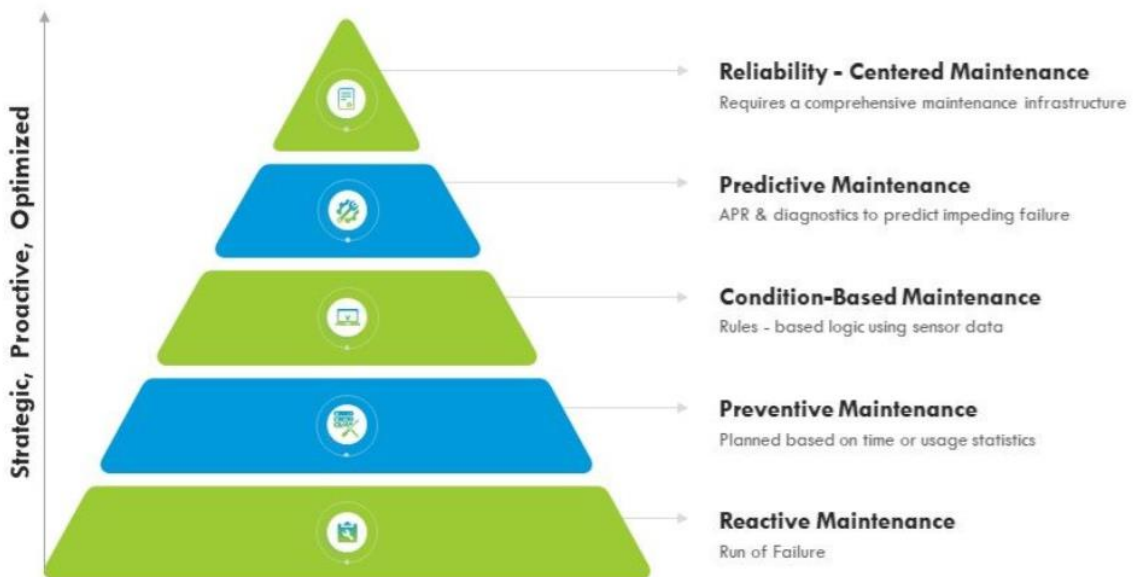 Strategic, Proactive, Optimized
Reliability - Centered Maintenance
Requires a comprehensive maintenance infrastructure
Predictive Maintenance
APR & diagnostics to predict impeding failure
Condition-Based Maintenance
Rules - based logic using sensor data
Preventive Maintenance
Planned based on time or usage statistics
Reactive Maintenance
Run of Failure